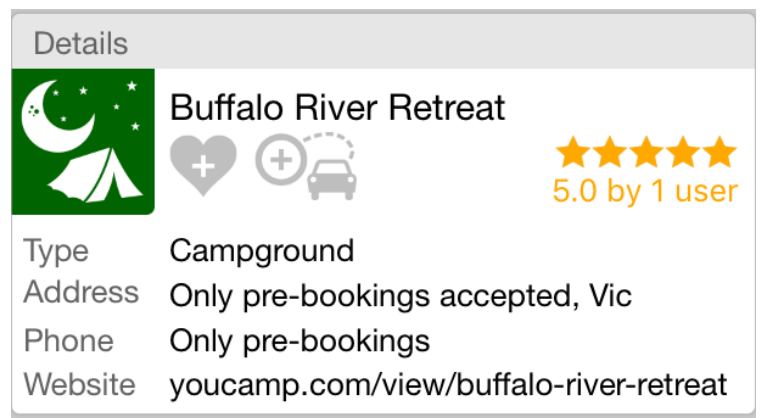 Details
Buffalo River Retreat
5.0 by 1 user
Type Campground
Address Only pre-bookings accepted, Vic
Phone Only pre-bookings
Website youcamp.com/view/buffalo-river-retreat